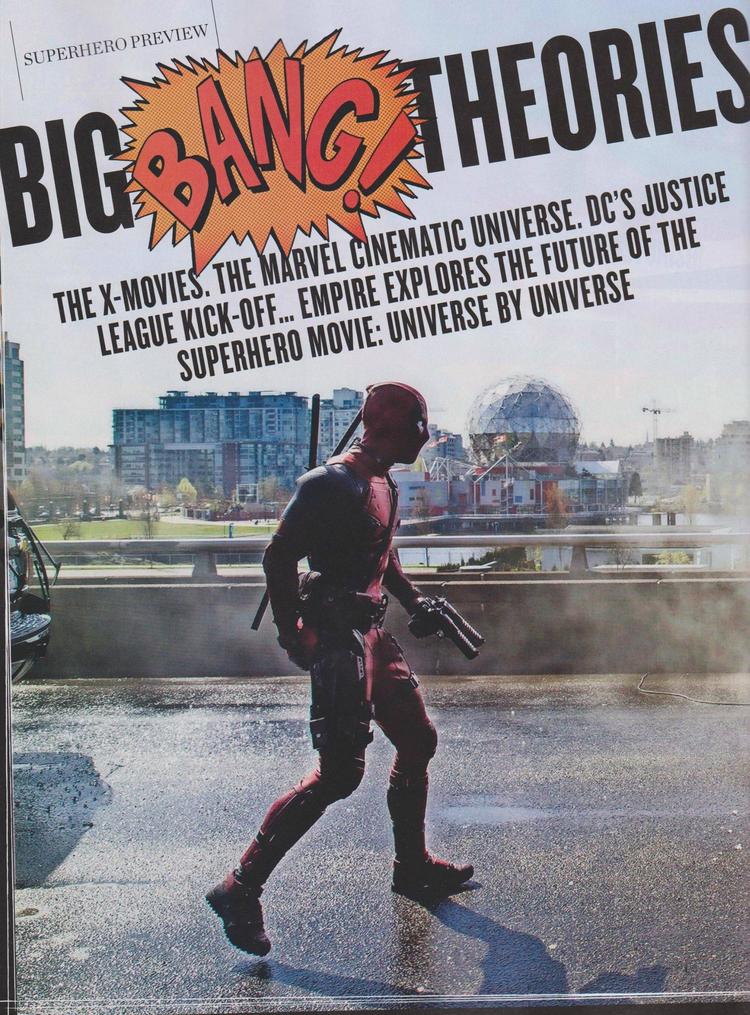 SUPERHERO PREVIEW
BIG BANG! THEORIES
THE X-MOVIES. THE MARVEL CINEMATIC UNIVERSE. DC'S JUSTICE
LEAGUE KICK-OFF... EMPIRE EXPLORES THE FUTURE OF THE
SUPERHERO MOVIE: UNIVERSE BY UNIVERSE